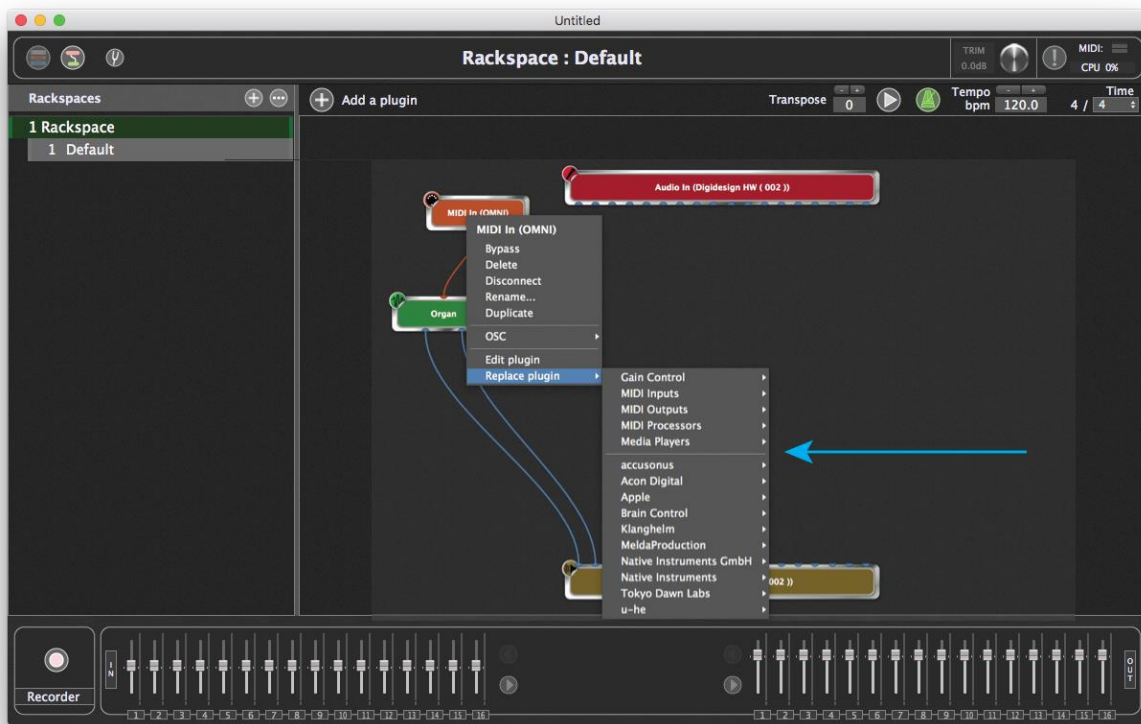 Untitled
Rackspace : Default
TRIM
0.0dB
MIDI:
CPU 0%
Rackspaces
Add a plugin
Transpose
- +
0
Tempo
bpm
- +
120.0
Time
4 / 4
1 Rackspace
1 Default
Audio In (Digidesign HW ( 002 ))
MIDI In (OMNI)
MIDI In (OMNI)
Bypass
Delete
Disconnect
Rename...
Duplicate
OSC
Edit plugin
Replace plugin
Organ
Gain Control
MIDI Inputs
MIDI Outputs
MIDI Processors
Media Players
accusonus
Acon Digital
Apple
Brain Control
Klanghelm
MeldaProduction
Native Instruments GmbH
Native Instruments
Tokyo Dawn Labs
u-he
002 ))
Recorder
IN
1 2 3 4 5 6 7 8 9 10 11 12 13 14 15 16
1 2 3 4 5 6 7 8 9 10 11 12 13 14 15 16
OUT